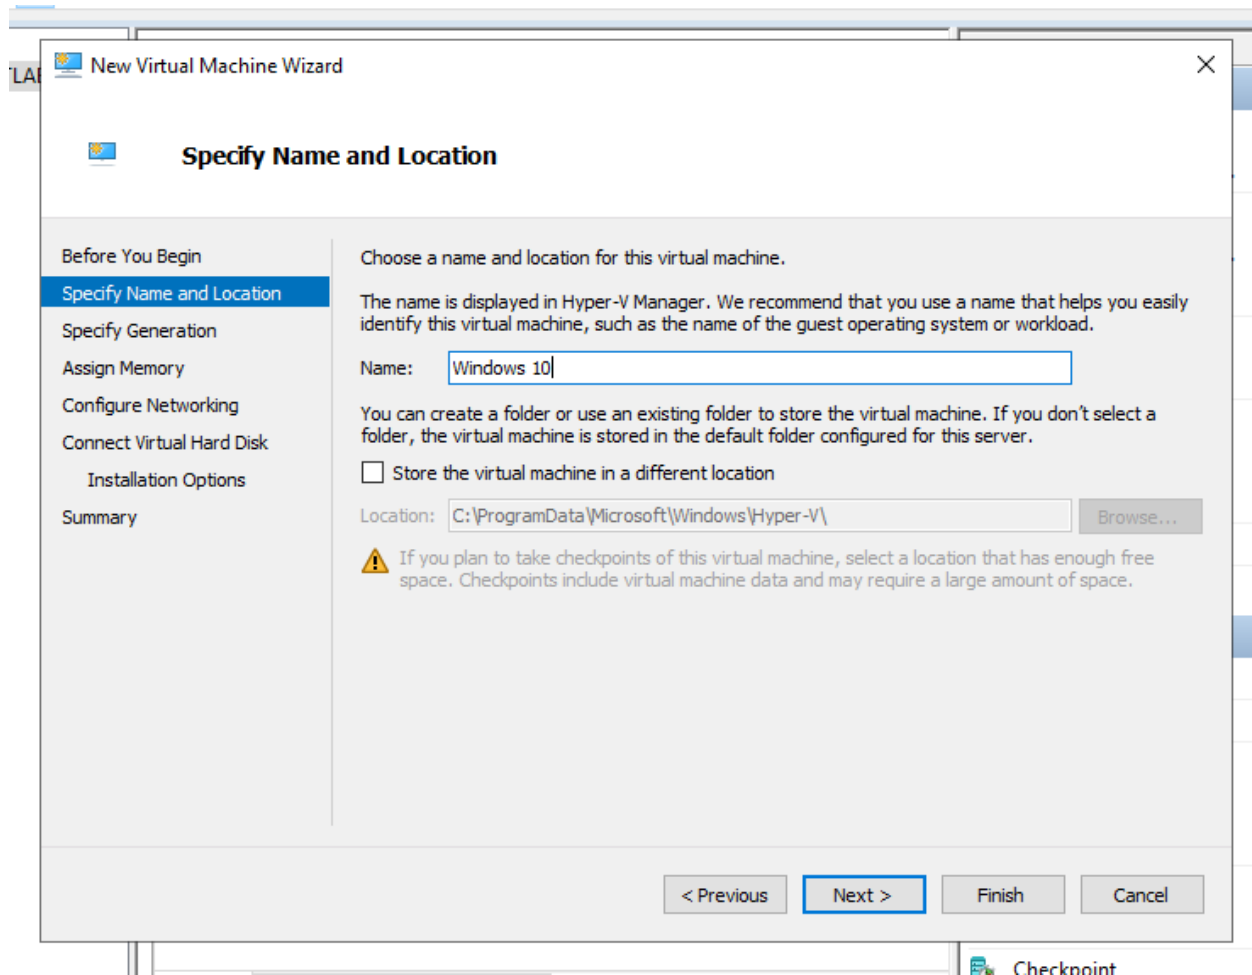 TLAB
New Virtual Machine Wizard
Specify Name and Location
Before You Begin
Specify Name and Location
Specify Generation
Assign Memory
Configure Networking
Connect Virtual Hard Disk
Installation Options
Summary
Choose a name and location for this virtual machine.
The name is displayed in Hyper-V Manager. We recommend that you use a name that helps you easily
identify this virtual machine, such as the name of the guest operating system or workload.
Name: Windows 10
You can create a folder or use an existing folder to store the virtual machine. If you don't select a
folder, the virtual machine is stored in the default folder configured for this server.
Store the virtual machine in a different location
Location: C:\ProgramData\Microsoft\Windows\Hyper-V\ Browse...
If you plan to take checkpoints of this virtual machine, select a location that has enough free
space. Checkpoints include virtual machine data and may require a large amount of space.
< Previous Next > Finish Cancel
Checkpoint